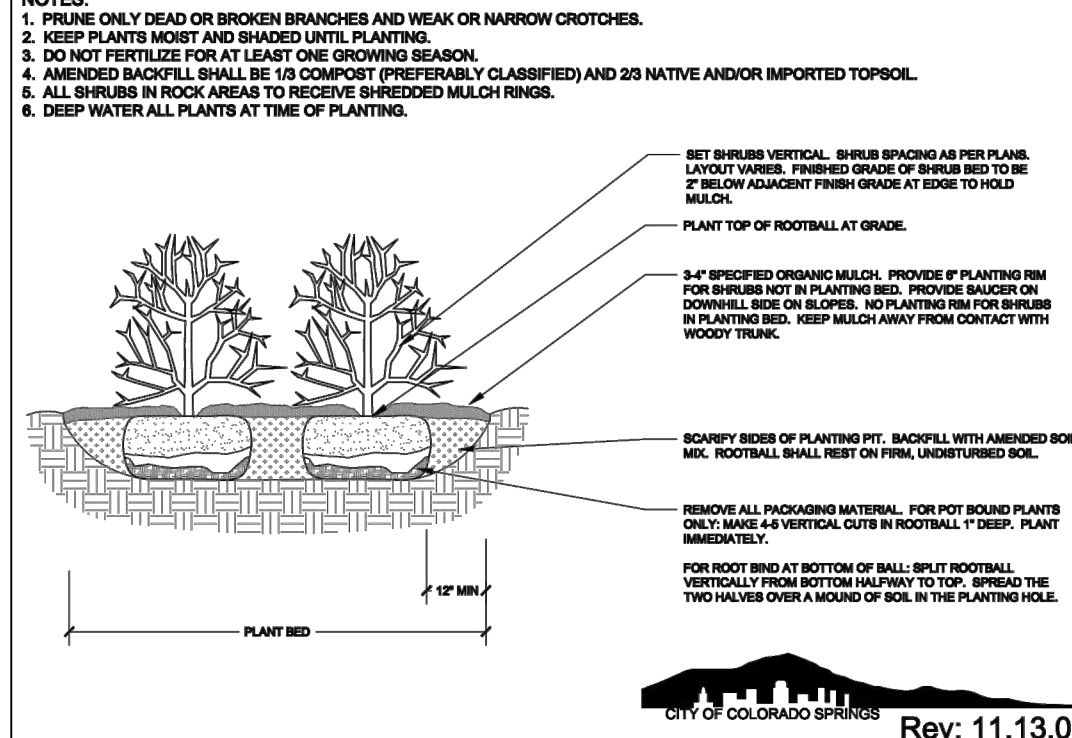 NOTES:
1. PRUNE ONLY DEAD OR BROKEN BRANCHES AND WEAK OR NARROW CROTCHES.
2. KEEP PLANTS MOIST AND SHADED UNTIL PLANTING.
3. DO NOT FERTILIZE FOR AT LEAST ONE GROWING SEASON.
4. AMENDED BACKFILL SHALL BE 1/3 COMPOST (PREFERABLY CLASSIFIED) AND 2/3 NATIVE AND/OR IMPORTED TOPSOIL.
5. ALL SHRUBS IN ROCK AREAS TO RECEIVE SHREDDED MULCH RINGS.
6. DEEP WATER ALL PLANTS AT TIME OF PLANTING.
SET SHRUBS VERTICAL. SHRUB SPACING AS PER PLANS.
LAYOUT VARIES. FINISHED GRADE OF SHRUB BED TO BE
2" BELOW ADJACENT FINISH GRADE AT EDGE TO HOLD
MULCH.
PLANT TOP OF ROOTBALL AT GRADE.
3-4" SPECIFIED ORGANIC MULCH. PROVIDE 6" PLANTING RIM
FOR SHRUBS NOT IN PLANTING BED. PROVIDE SAUCER ON
DOWNHILL SIDE ON SLOPES. NO PLANTING RIM FOR SHRUBS
IN PLANTING BED. KEEP MULCH AWAY FROM CONTACT WITH
WOODY TRUNK.
SCARIFY SIDES OF PLANTING PIT. BACKFILL WITH AMENDED SOIL
MIX. ROOTBALL SHALL REST ON FIRM, UNDISTURBED SOIL.
REMOVE ALL PACKAGING MATERIAL. FOR POT BOUND PLANTS
ONLY: MAKE 4-5 VERTICAL CUTS IN ROOTBALL 1" DEEP. PLANT
IMMEDIATELY.
FOR ROOT BIND AT BOTTOM OF BALL: SPLIT ROOTBALL
VERTICALLY FROM BOTTOM HALFWAY TO TOP. SPREAD THE
TWO HALVES OVER A MOUND OF SOIL IN THE PLANTING HOLE.
12" MIN
PLANT BED
CITY OF COLORADO SPRINGS
Rev: 11.13.0